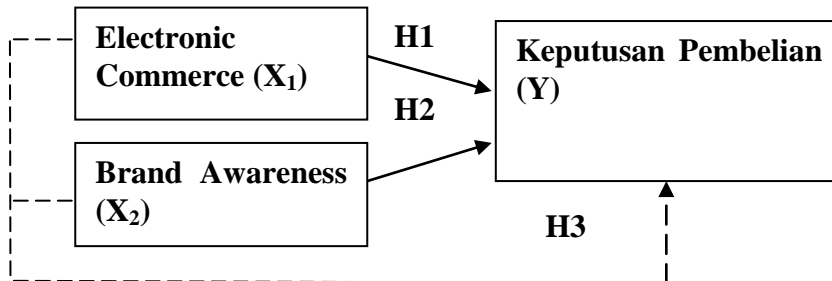 Electronic
Commerce (X₁)
H1
Keputusan Pembelian
(Y)
H2
Brand Awareness
(X₂)
H3